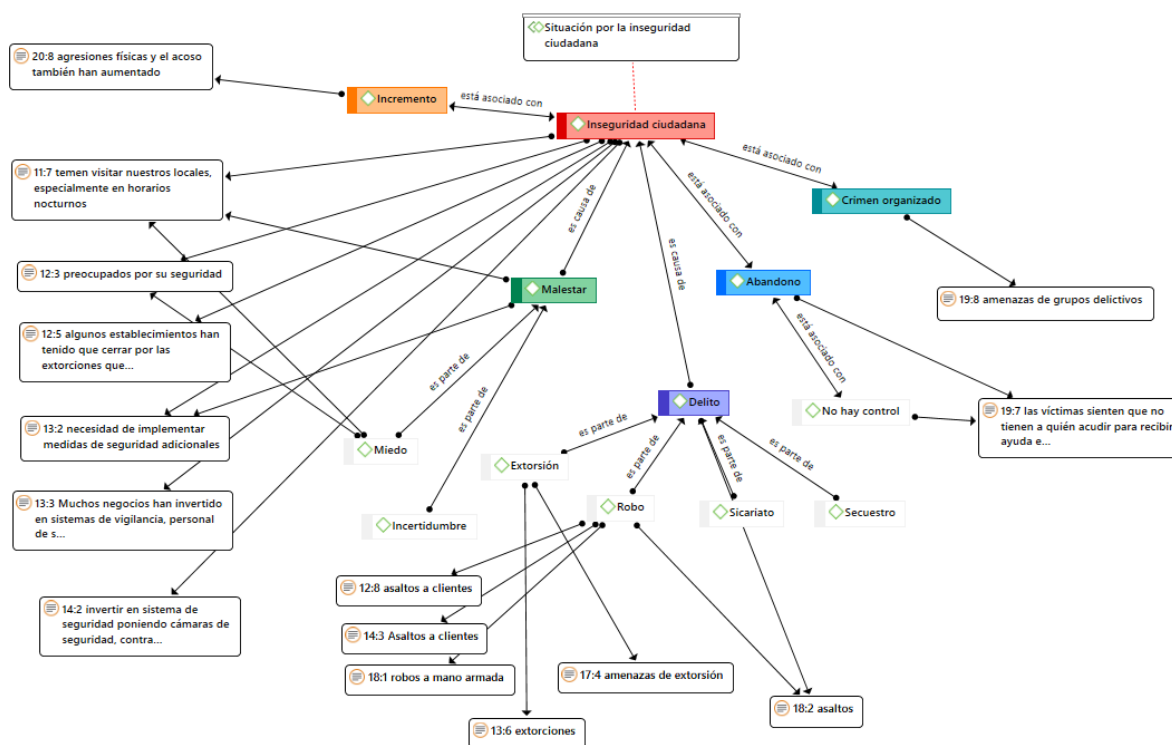 Situación por la inseguridad
ciudadana
20:8 agresiones físicas y el acoso
también han aumentado
Incremento
está asociado con
Inseguridad ciudadana
está asociado con
11:7 temen visitar nuestros locales,
especialmente en horarios
nocturnos
Crimen organizado
es causa de
está asociado con
es causa de
12:3 preocupados por su seguridad
Malestar
Abandono
19:8 amenazas de grupos delictivos
12:5 algunos establecimientos han
tenido que cerrar por las
extorciones que...
está asociado con
es parte de
es parte de
Delito
No hay control
19:7 las víctimas sienten que no
tienen a quién acudir para recibir
ayuda e...
13:2 necesidad de implementar
medidas de seguridad adicionales
Miedo
es parte de
es parte de
es parte de
es parte de
Extorsión
13:3 Muchos negocios han invertido
en sistemas de vigilancia, personal
de s...
Incertidumbre
Robo
Sicariato
Secuestro
12:8 asaltos a clientes
14:2 invertir en sistema de
seguridad poniendo cámaras de
seguridad, contra...
14:3 Asaltos a clientes
18:1 robos a mano armada
17:4 amenazas de extorsión
18:2 asaltos
13:6 extorciones